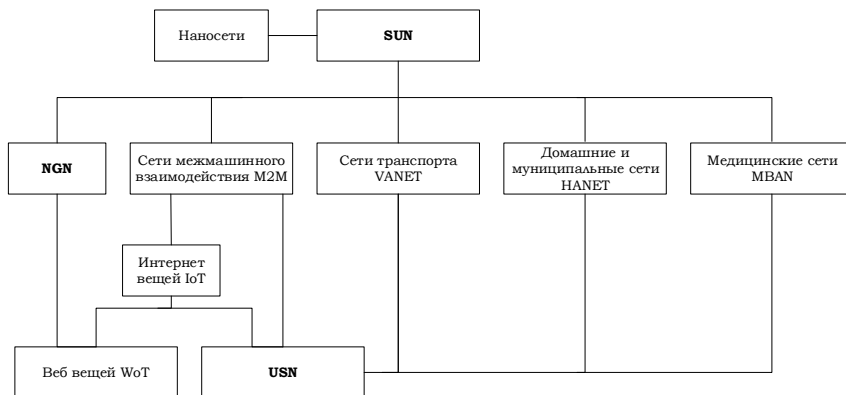 Наносети
SUN
NGN
Сети межмашинного
взаимодействия M2M
Сети транспорта
VANET
Домашние и
муниципальные сети
HANET
Медицинские сети
MBAN
Интернет
вещей IoT
Веб вещей WoT
USN